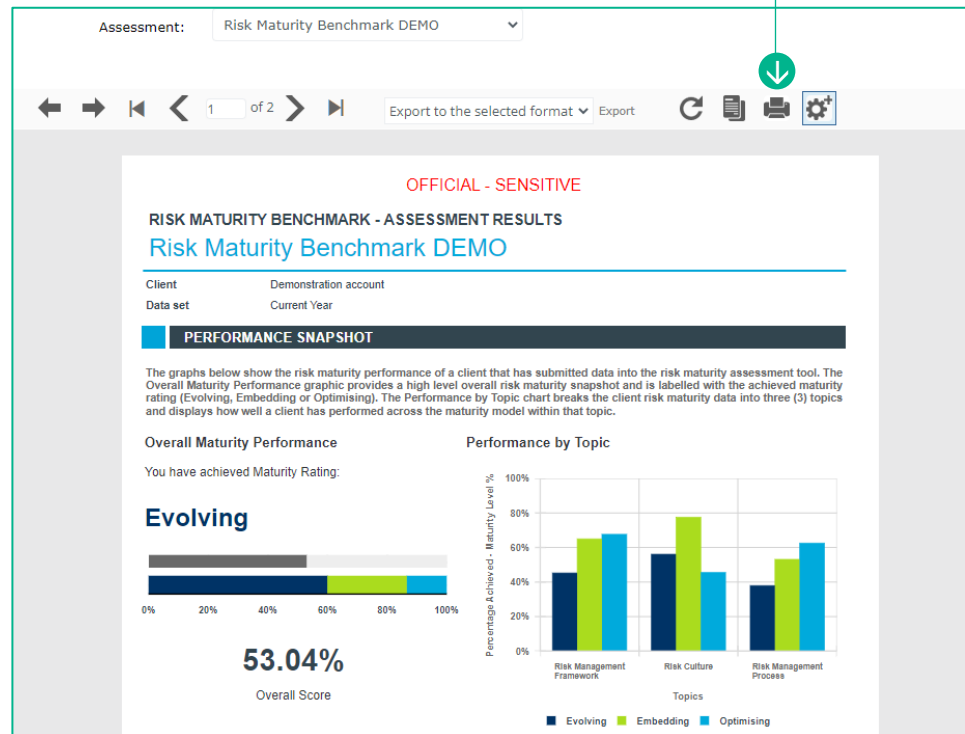 Assessment: Risk Maturity Benchmark DEMO
1 of 2 Export to the selected format Export
OFFICIAL - SENSITIVE
RISK MATURITY BENCHMARK - ASSESSMENT RESULTS
Risk Maturity Benchmark DEMO
Client Demonstration account
Data set Current Year
PERFORMANCE SNAPSHOT
The graphs below show the risk maturity performance of a client that has submitted data into the risk maturity assessment tool. The
Overall Maturity Performance graphic provides a high level overall risk maturity snapshot and is labelled with the achieved maturity
rating (Evolving, Embedding or Optimising). The Performance by Topic chart breaks the client risk maturity data into three (3) topics
and displays how well a client has performed across the maturity model within that topic.
Overall Maturity Performance
You have achieved Maturity Rating:
Evolving
0% 20% 40% 60% 80% 100%
53.04%
Overall Score
Performance by Topic
Percentage Achieved - Maturity Level %
100%
80%
60%
40%
20%
0%
Risk Management Framework
Risk Culture
Risk Management Process
Topics
Evolving Embedding Optimising